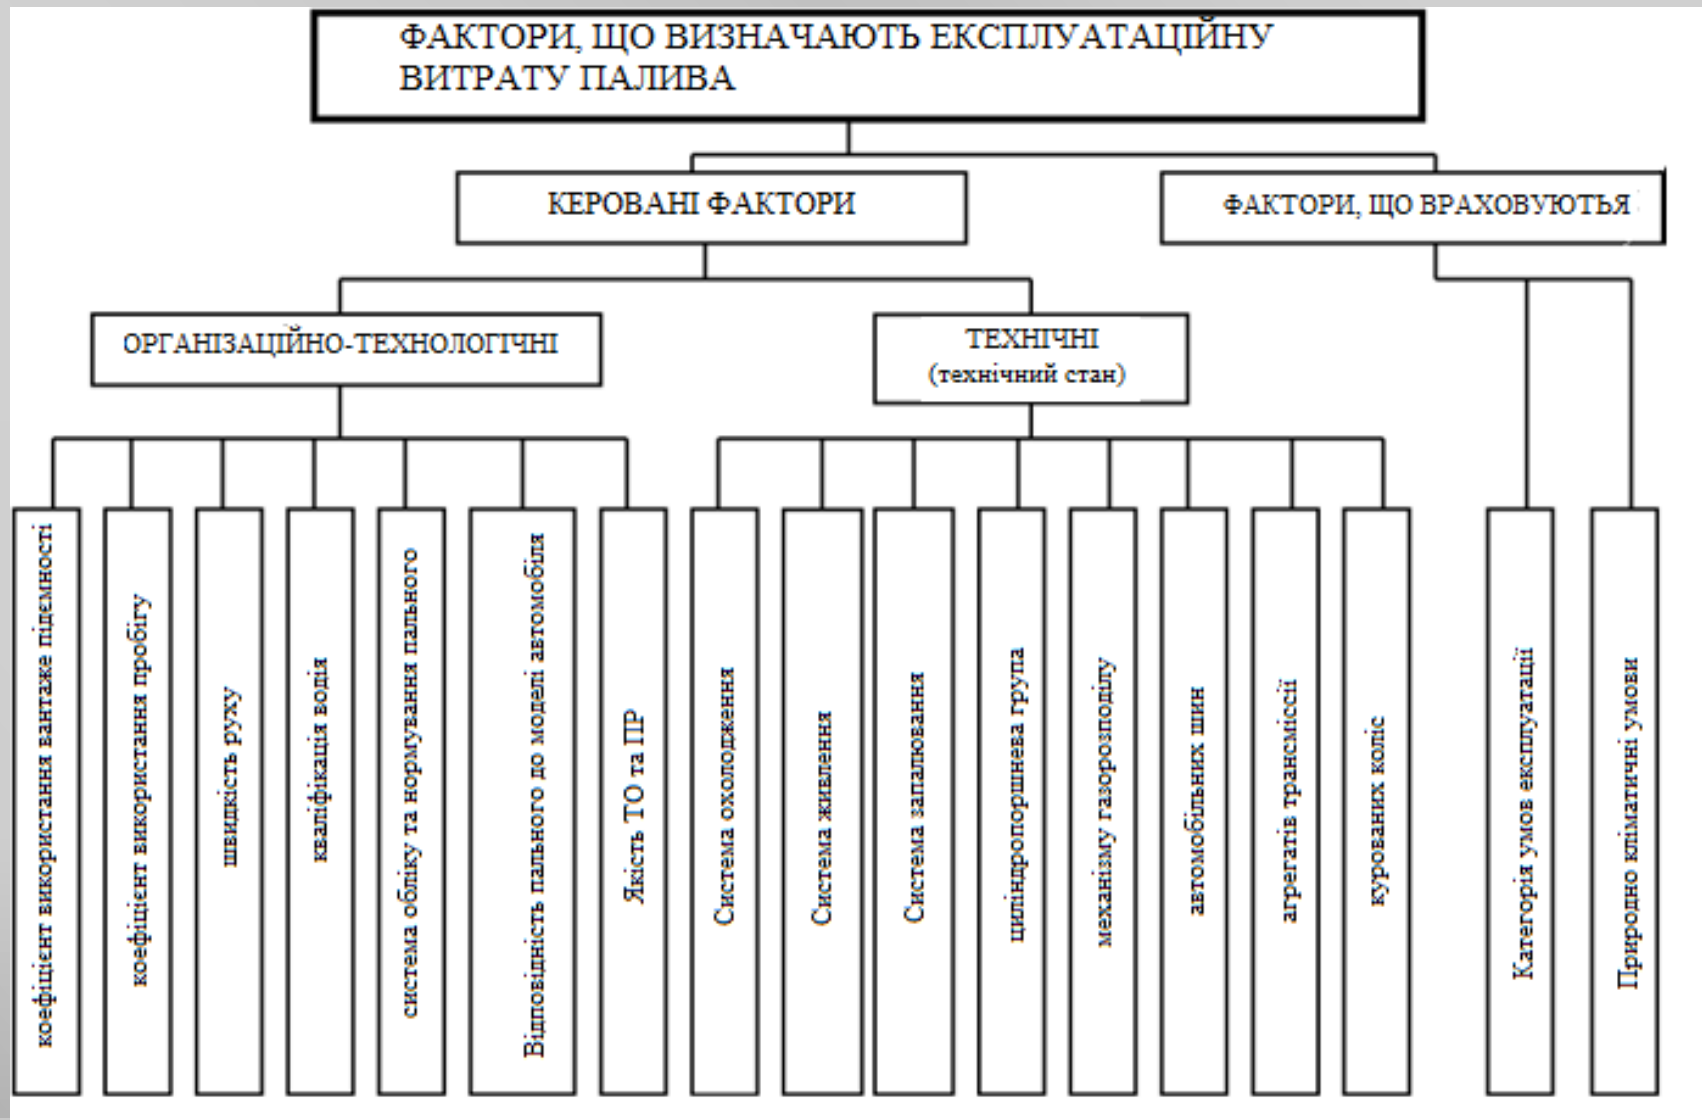 ФАКТОРИ, ЩО ВИЗНАЧАЮТЬ ЕКСПЛУАТАЦІЙНУ
ВИТРАТУ ПАЛИВА
КЕРОВАНІ ФАКТОРИ
ФАКТОРИ, ЩО ВРАХОВУЮТЬЯ
ОРГАНІЗАЦІЙНО-ТЕХНОЛОГІЧНІ
ТЕХНІЧНІ
(технічний стан)
коефіцієнт використання вантаже підємності
коефіцієнт використання пробігу
швидкість руху
кваліфікація водія
система обліку та нормування пального
Відповідність пального до моделі автомобіля
Якість ТО та ПР
Система охолодження
Система живлення
Система запалювання
циліндропоршнева група
механізму газорозподілу
автомобільних шин
агрегатів трансміссії
курованих коліс
Категорія умов експлуатації
Природно кліматичні умови